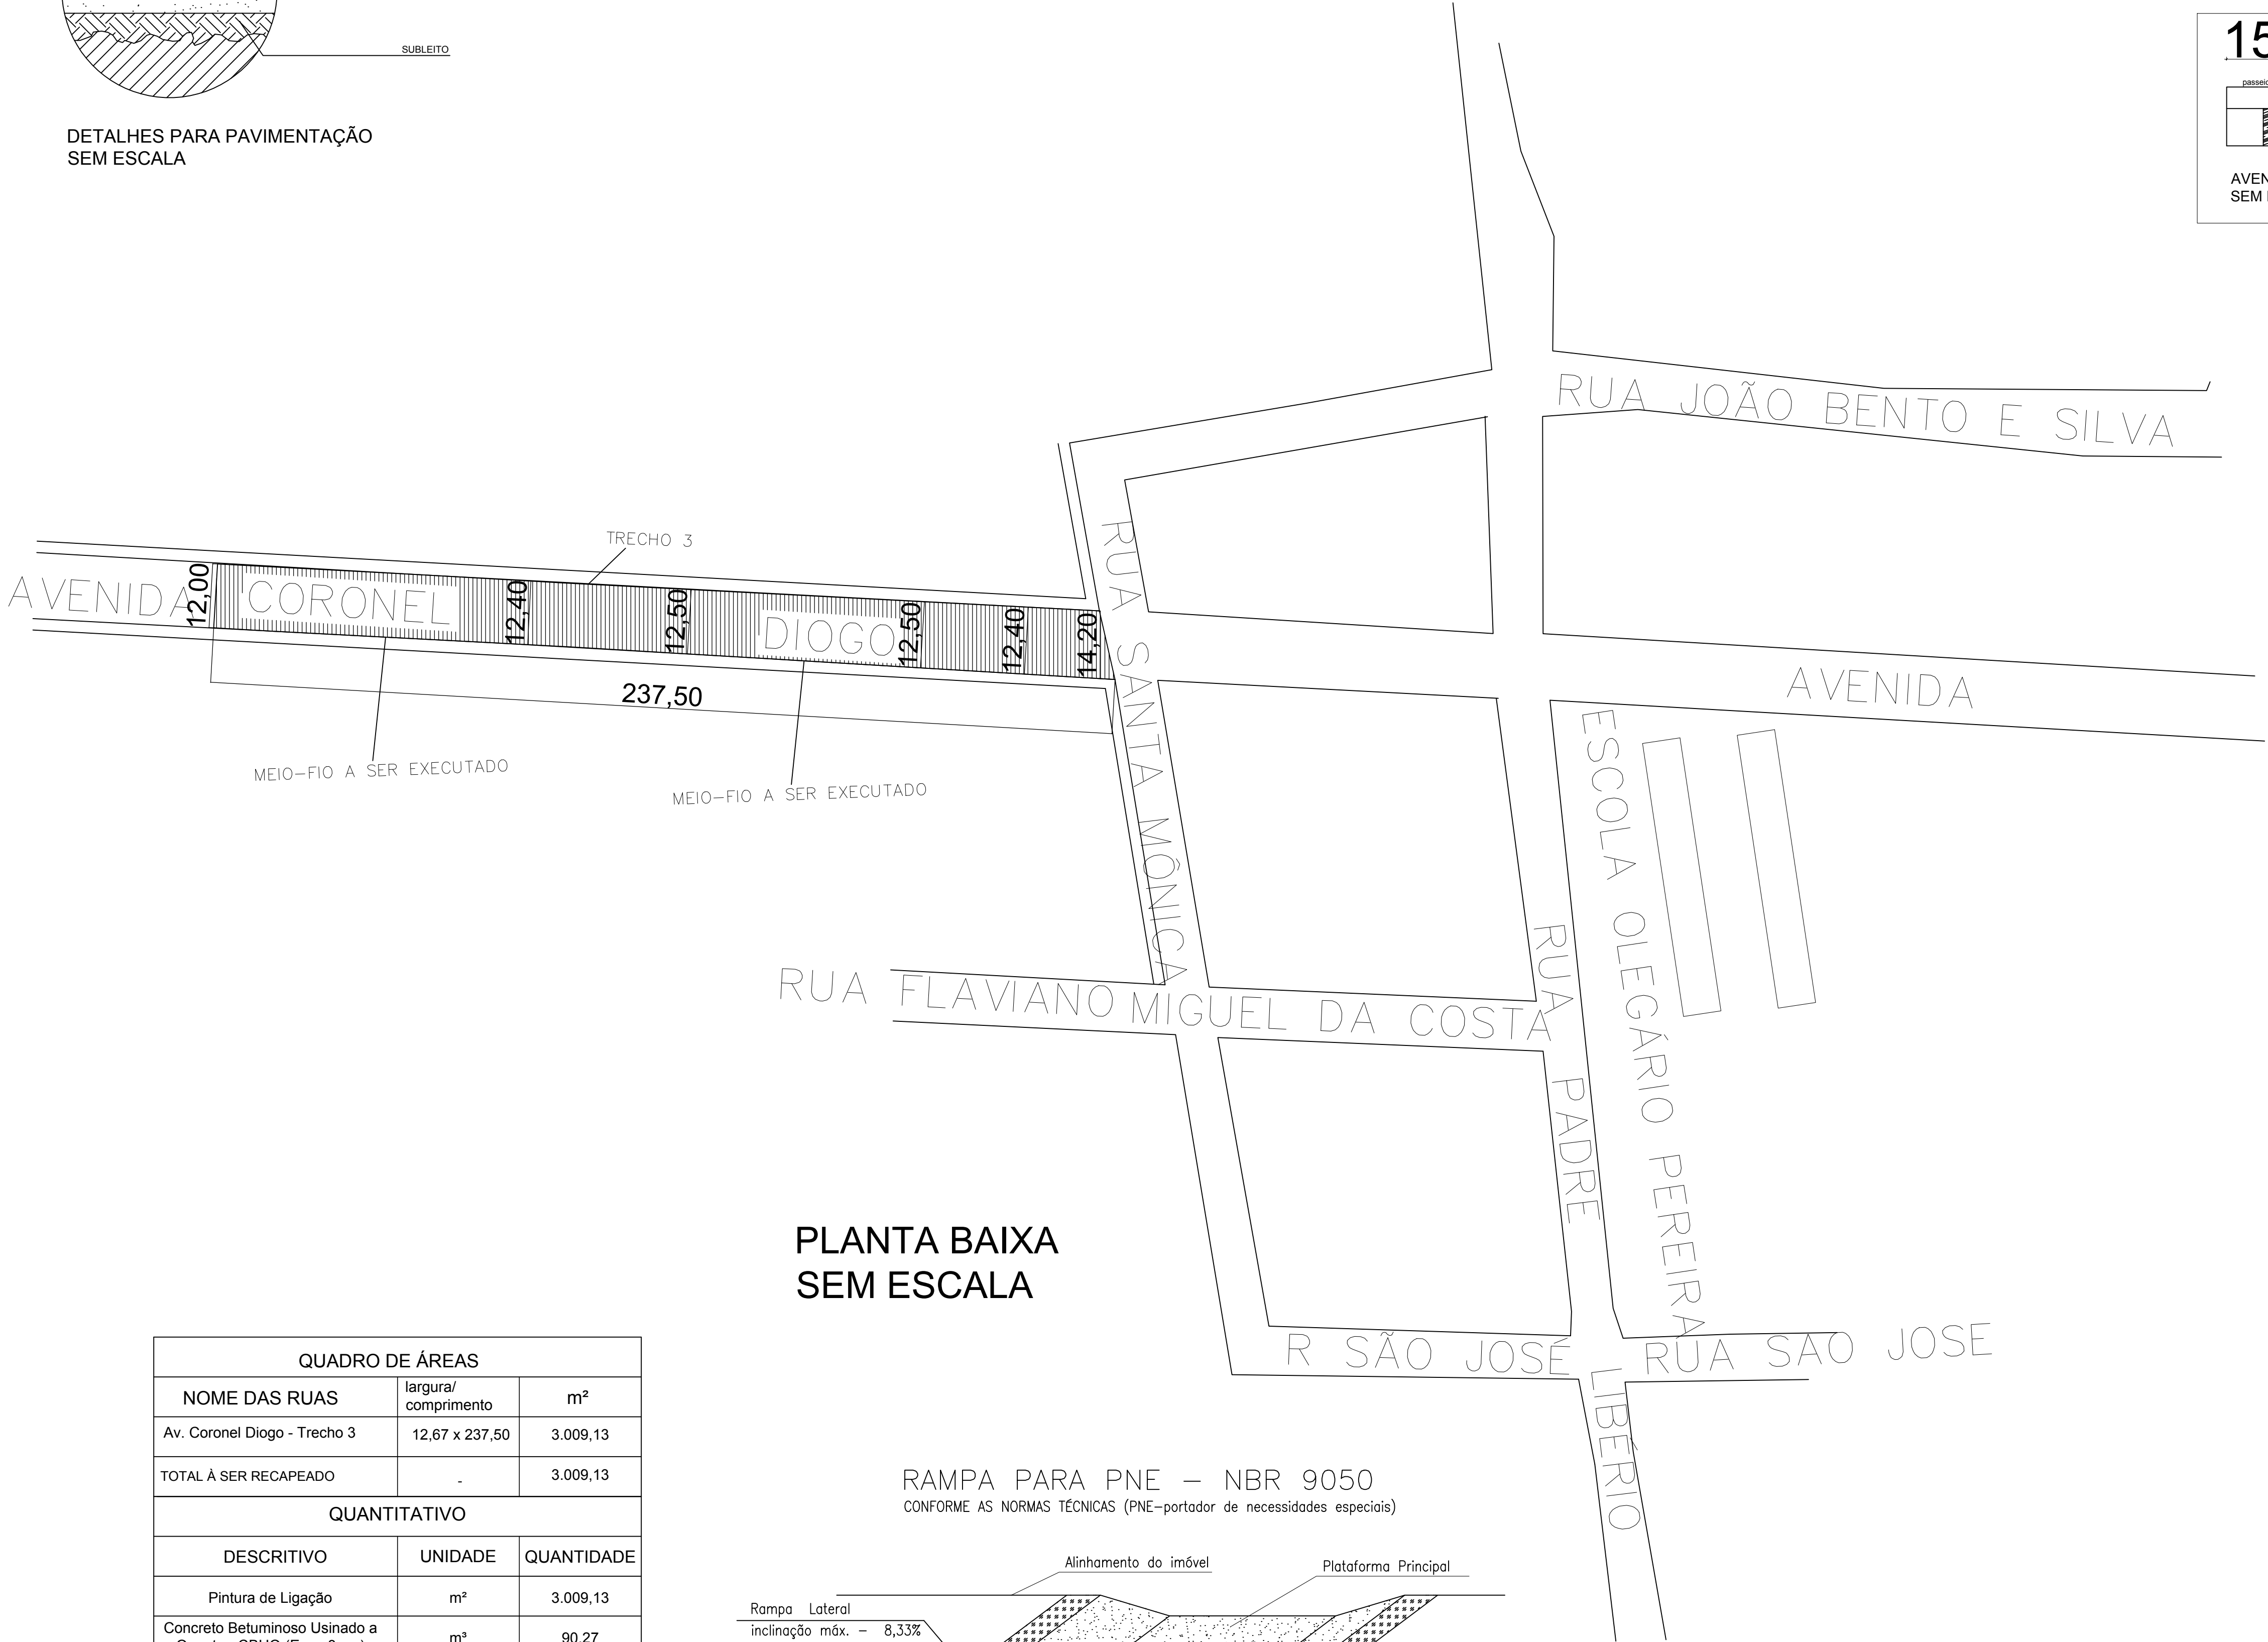 SUBLEITO
DETALHES PARA PAVIMENTAÇÃO
SEM ESCALA
15
RUA JOÃO BENTO E SILVA
TRECHO 3
AVENIDA CORONEL DIOGO
12,00
12,40
12,50
12,50
12,40
14,20
237,50
MEIO-FIO A SER EXECUTADO
MEIO-FIO A SER EXECUTADO
RUA SANTA MÔNICA
AVENIDA
ESCOLA OLEGÁRIO PEREIRA
RUA FLAVIANO MIGUEL DA COSTA
RUA PADRE LIBÉRIO
R SÃO JOSÉ
RUA SAO JOSE
PLANTA BAIXA
SEM ESCALA
QUADRO DE ÁREAS
NOME DAS RUAS largura/ comprimento m²
Av. Coronel Diogo - Trecho 3 12,67 x 237,50 3.009,13
TOTAL À SER RECAPEADO - 3.009,13
QUANTITATIVO
DESCRITIVO UNIDADE QUANTIDADE
Pintura de Ligação m² 3.009,13
Concreto Betuminoso Usinado a
m³ 90,27
RAMPA PARA PNE - NBR 9050
CONFORME AS NORMAS TÉCNICAS (PNE-portador de necessidades especiais)
Alinhamento do imóvel
Plataforma Principal
Rampa Lateral
inclinação máx. - 8,33%